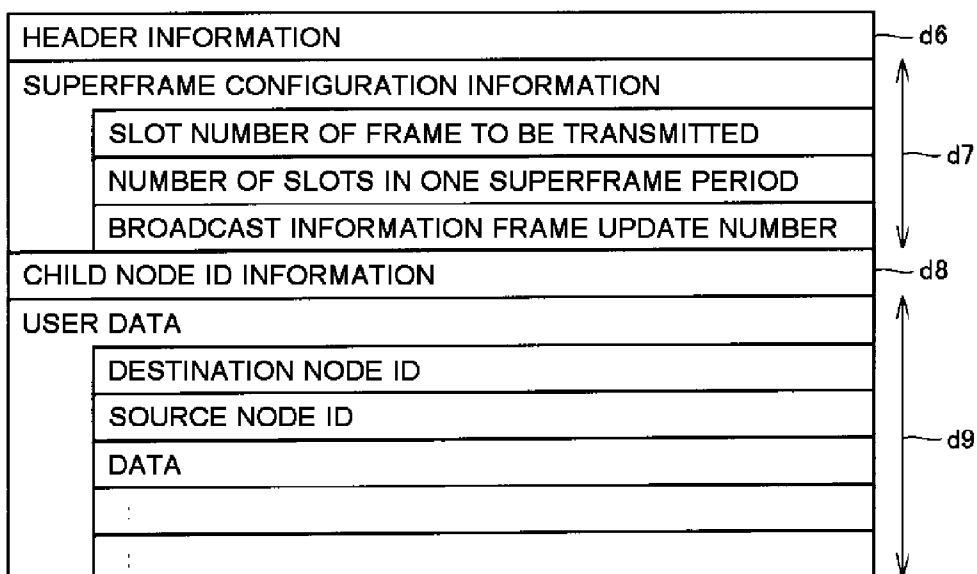 HEADER INFORMATION
d6
SUPERFRAME CONFIGURATION INFORMATION
SLOT NUMBER OF FRAME TO BE TRANSMITTED
d7
NUMBER OF SLOTS IN ONE SUPERFRAME PERIOD
BROADCAST INFORMATION FRAME UPDATE NUMBER
CHILD NODE ID INFORMATION
d8
USER DATA
DESTINATION NODE ID
SOURCE NODE ID
d9
DATA
:
: